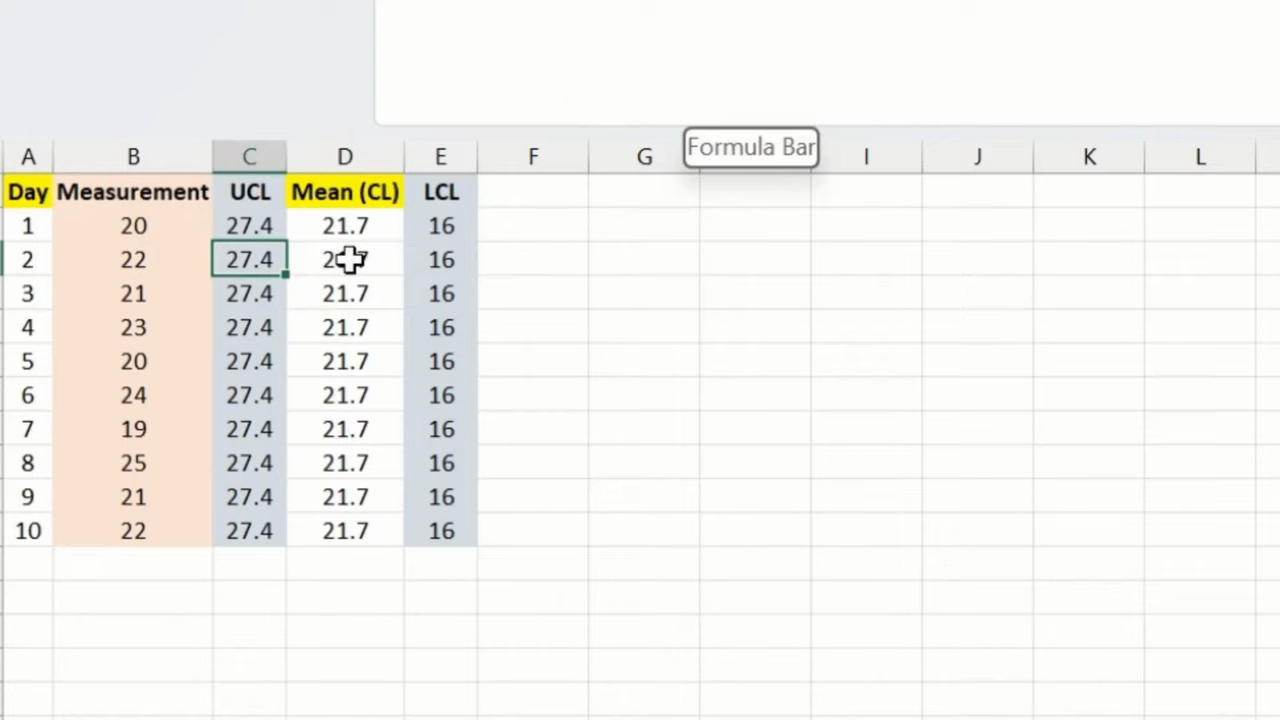 Formula Bar
A B C D E F G I J K L
Day Measurement UCL Mean (CL) LCL
1 20 27.4 21.7 16
2 22 27.4 16
3 21 27.4 21.7 16
4 23 27.4 21.7 16
5 20 27.4 21.7 16
6 24 27.4 21.7 16
7 19 27.4 21.7 16
8 25 27.4 21.7 16
9 21 27.4 21.7 16
10 22 27.4 21.7 16